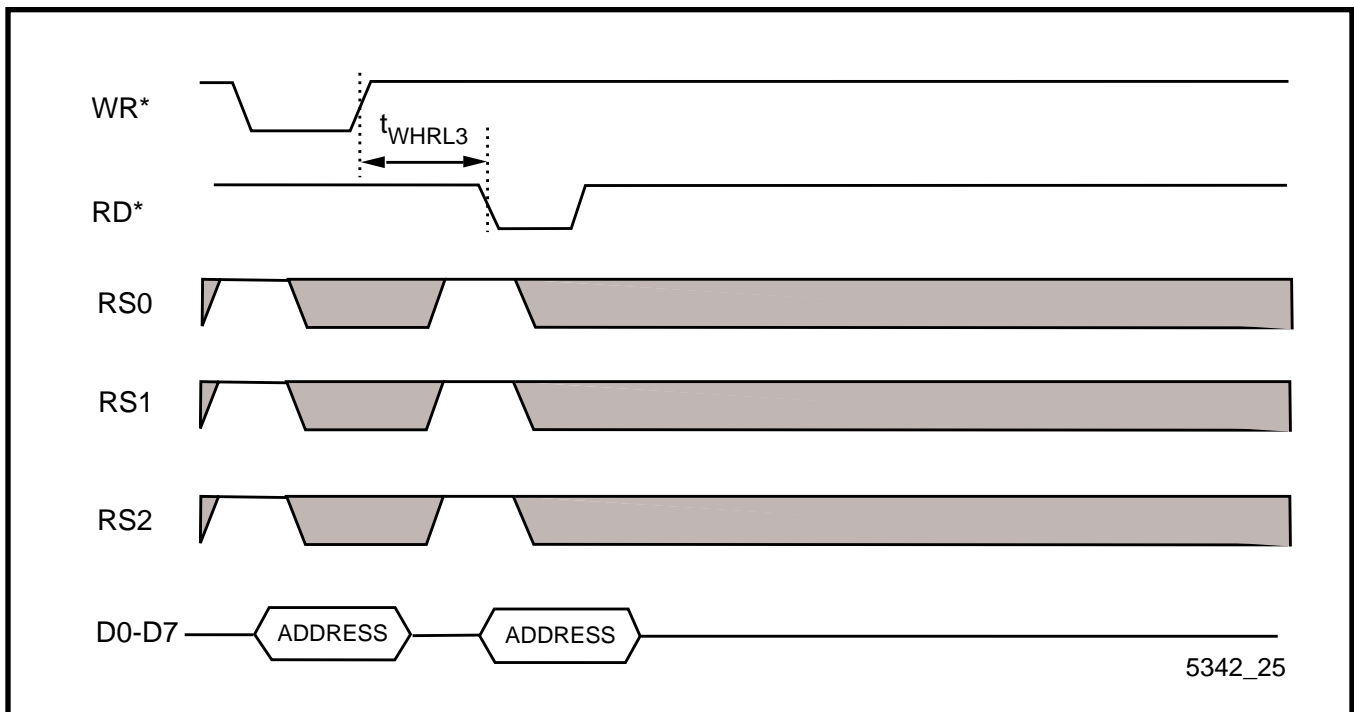 WR*
tWHRL3
RD*
RS0
RS1
RS2
D0-D7 ADDRESS ADDRESS
5342_25